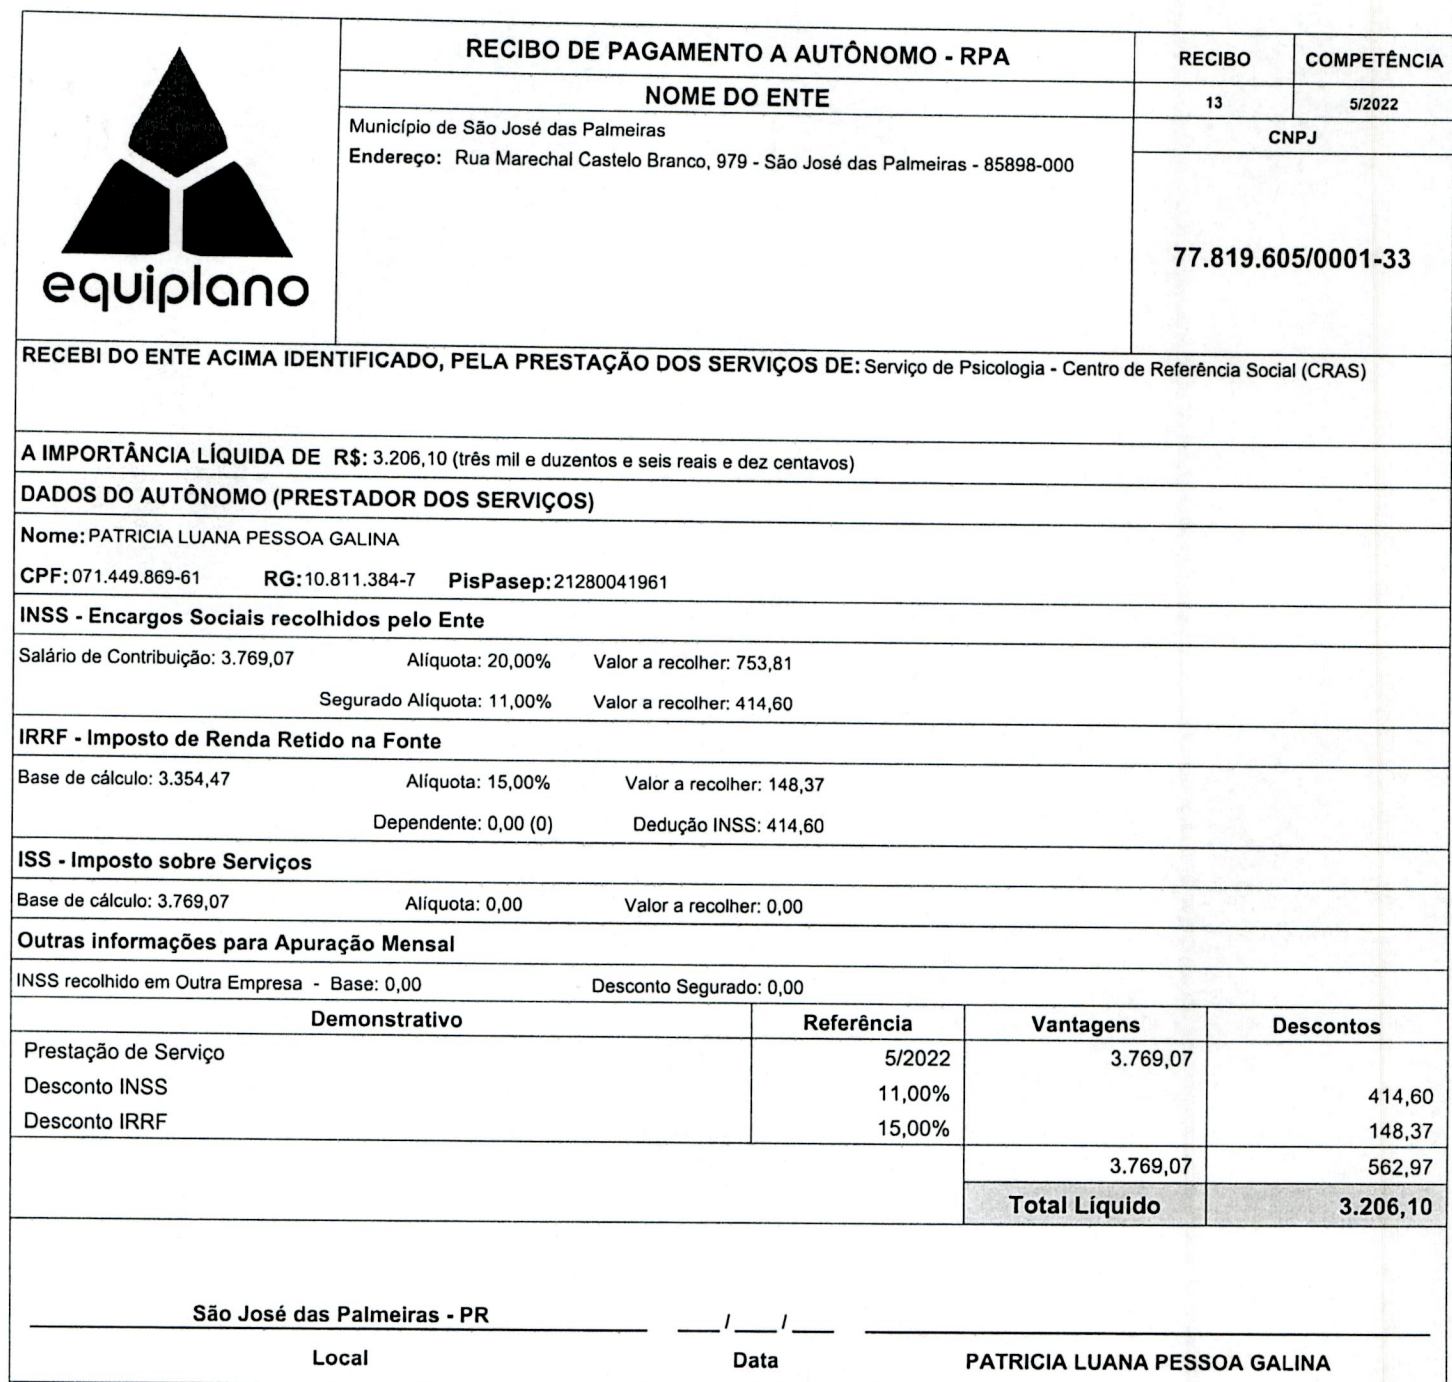 equiplano
RECIBO DE PAGAMENTO A AUTÔNOMO - RPA
RECIBO COMPETÊNCIA
NOME DO ENTE
13 5/2022
Município de São José das Palmeiras
CNPJ
Endereço: Rua Marechal Castelo Branco, 979 - São José das Palmeiras - 85898-000
77.819.605/0001-33
RECEBI DO ENTE ACIMA IDENTIFICADO, PELA PRESTAÇÃO DOS SERVIÇOS DE: Serviço de Psicologia - Centro de Referência Social (CRAS)
A IMPORTÂNCIA LÍQUIDA DE R$: 3.206,10 (três mil e duzentos e seis reais e dez centavos)
DADOS DO AUTÔNOMO (PRESTADOR DOS SERVIÇOS)
Nome: PATRICIA LUANA PESSOA GALINA
CPF: 071.449.869-61 RG: 10.811.384-7 PisPasep: 21280041961
INSS - Encargos Sociais recolhidos pelo Ente
Salário de Contribuição: 3.769,07 Alíquota: 20,00% Valor a recolher: 753,81
Segurado Alíquota: 11,00% Valor a recolher: 414,60
IRRF - Imposto de Renda Retido na Fonte
Base de cálculo: 3.354,47 Alíquota: 15,00% Valor a recolher: 148,37
Dependente: 0,00 (0) Dedução INSS: 414,60
ISS - Imposto sobre Serviços
Base de cálculo: 3.769,07 Alíquota: 0,00 Valor a recolher: 0,00
Outras informações para Apuração Mensal
INSS recolhido em Outra Empresa - Base: 0,00 Desconto Segurado: 0,00
Demonstrativo Referência Vantagens Descontos
Prestação de Serviço 5/2022 3.769,07
Desconto INSS 11,00% 414,60
Desconto IRRF 15,00% 148,37
3.769,07 562,97
Total Líquido 3.206,10
São José das Palmeiras - PR ___/___/___
Local Data PATRICIA LUANA PESSOA GALINA